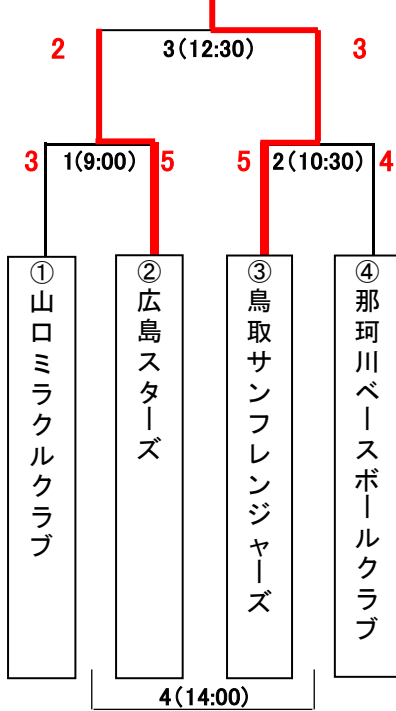 2
3(12:30)
3
3
1(9:00)
5
5
2(10:30)
4
①山口ミラクルクラブ
②広島スターズ
③鳥取サンフレンジャーズ
④那珂川ベースボールクラブ
4(14:00)